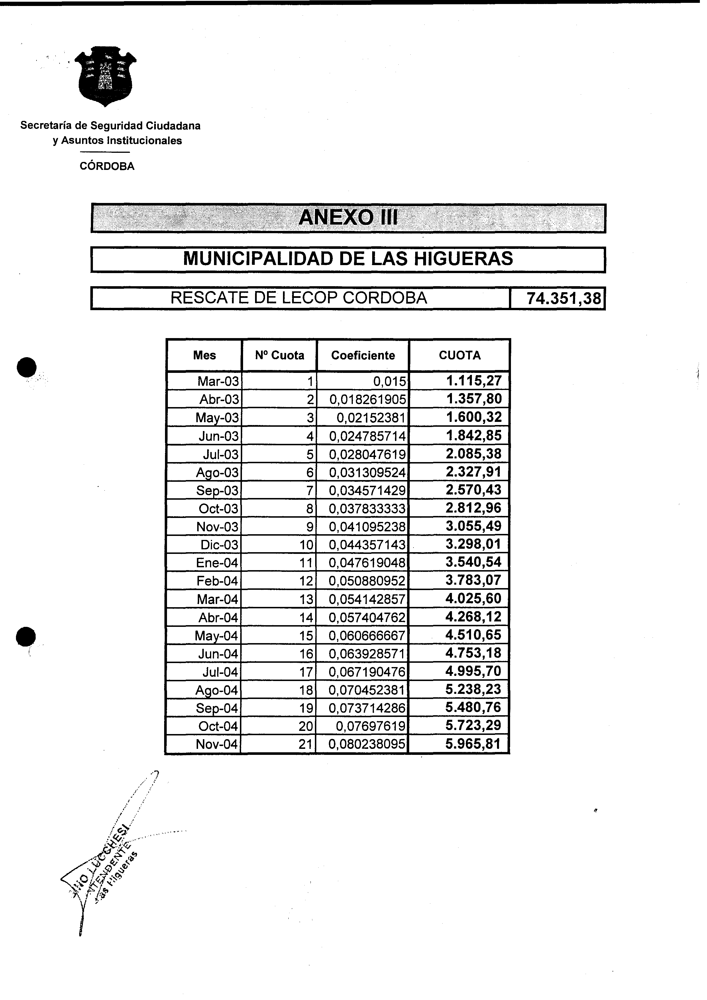 Secretaría de Seguridad Ciudadana
y Asuntos Institucionales
CÓRDOBA
ANEXO III
MUNICIPALIDAD DE LAS HIGUERAS
RESCATE DE LECOP CORDOBA 74.351,38
Mes Nº Cuota Coeficiente CUOTA
Mar-03 1 0,015 1.115,27
Abr-03 2 0,018261905 1.357,80
May-03 3 0,02152381 1.600,32
Jun-03 4 0,024785714 1.842,85
Jul-03 5 0,028047619 2.085,38
Ago-03 6 0,031309524 2.327,91
Sep-03 7 0,034571429 2.570,43
Oct-03 8 0,037833333 2.812,96
Nov-03 9 0,041095238 3.055,49
Dic-03 10 0,044357143 3.298,01
Ene-04 11 0,047619048 3.540,54
Feb-04 12 0,050880952 3.783,07
Mar-04 13 0,054142857 4.025,60
Abr-04 14 0,057404762 4.268,12
May-04 15 0,060666667 4.510,65
Jun-04 16 0,063928571 4.753,18
Jul-04 17 0,067190476 4.995,70
Ago-04 18 0,070452381 5.238,23
Sep-04 19 0,073714286 5.480,76
Oct-04 20 0,07697619 5.723,29
Nov-04 21 0,080238095 5.965,81
LUCCHESI
INTENDENTE
Las Higueras